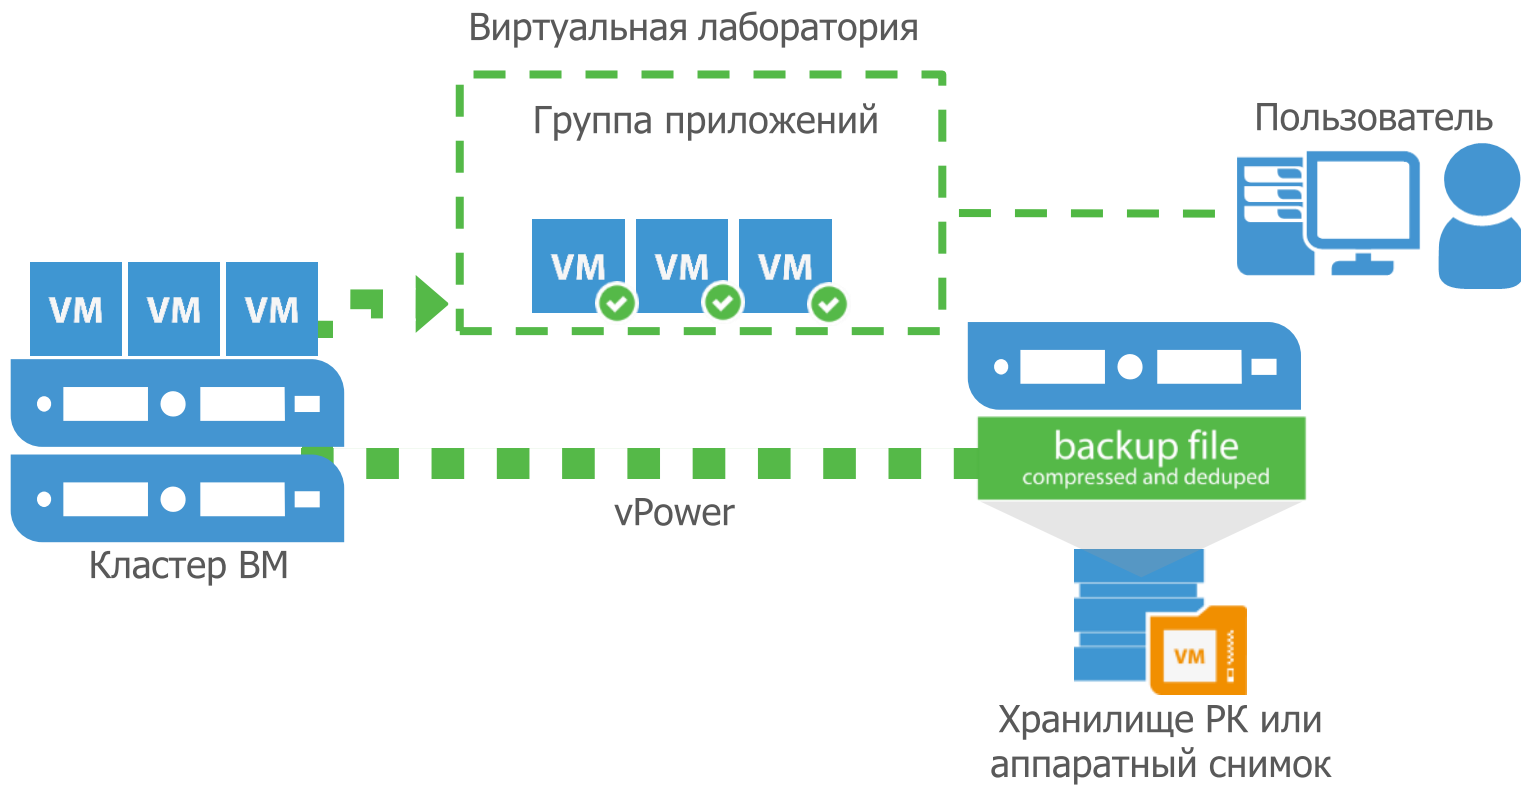 Виртуальная лаборатория
Группа приложений
Пользователь
VM VM VM
VM VM VM
backup file
compressed and deduped
vPower
Кластер ВМ
VM
Хранилище РК или
аппаратный снимок